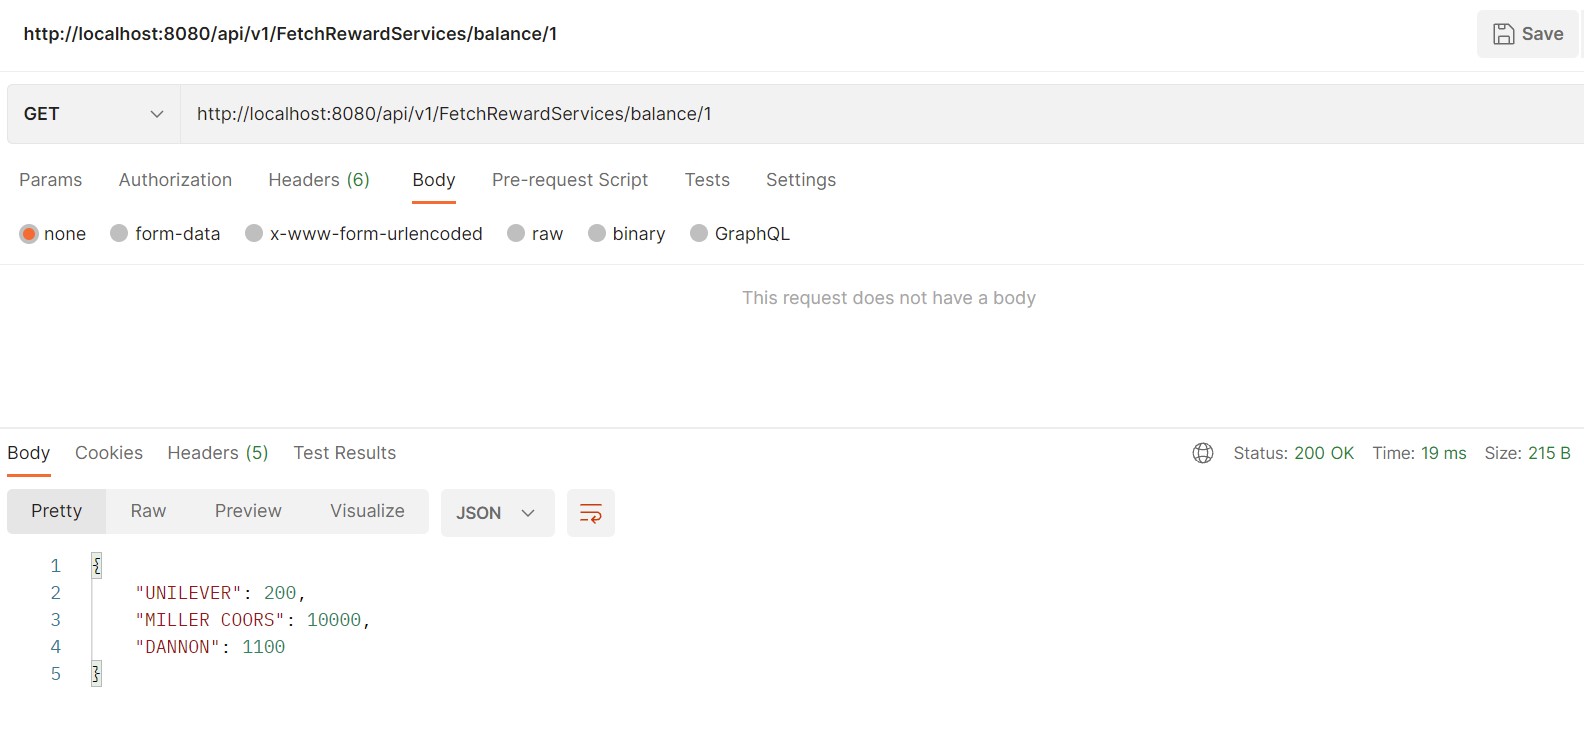 http://localhost:8080/api/v1/FetchRewardServices/balance/1
Save
GET http://localhost:8080/api/v1/FetchRewardServices/balance/1
Params Authorization Headers (6) Body Pre-request Script Tests Settings
none form-data x-www-form-urlencoded raw binary GraphQL
This request does not have a body
Body Cookies Headers (5) Test Results Status: 200 OK Time: 19 ms Size: 215 B
Pretty Raw Preview Visualize JSON
1 {
2 "UNILEVER": 200,
3 "MILLER COORS": 10000,
4 "DANNON": 1100
5 }